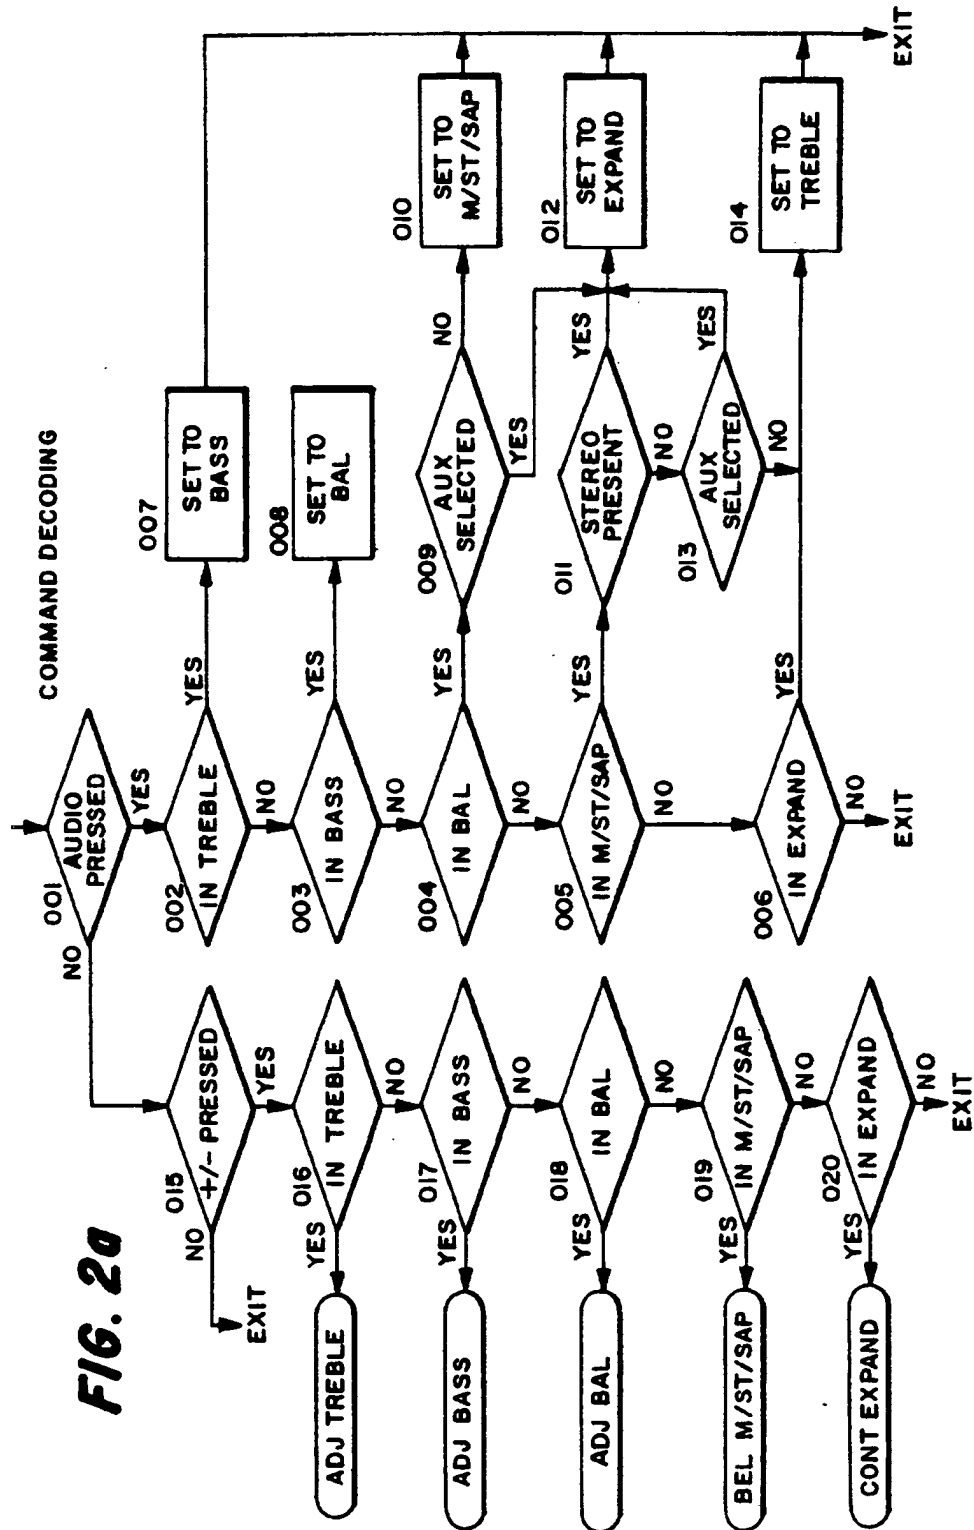 FIG. 2a
COMMAND DECODING
001
AUDIO
PRESSED
NO
YES
002
IN TREBLE
YES
NO
007
SET TO
BASS
003
IN BASS
YES
NO
008
SET TO
BAL
004
IN BAL
YES
NO
009
AUX
SELECTED
NO
YES
010
SET TO
M/ST/SAP
005
IN M/ST/SAP
YES
NO
011
STEREO
PRESENT
YES
NO
012
SET TO
EXPAND
013
AUX
SELECTED
YES
NO
006
IN EXPAND
YES
NO
EXIT
014
SET TO
TREBLE
EXIT
015
+/- PRESSED
NO
EXIT
YES
016
IN TREBLE
YES
NO
ADJ TREBLE
017
IN BASS
YES
NO
ADJ BASS
018
IN BAL
YES
NO
ADJ BAL
019
IN M/ST/SAP
YES
NO
BEL M/ST/SAP
020
IN EXPAND
YES
NO
CONT EXPAND
EXIT